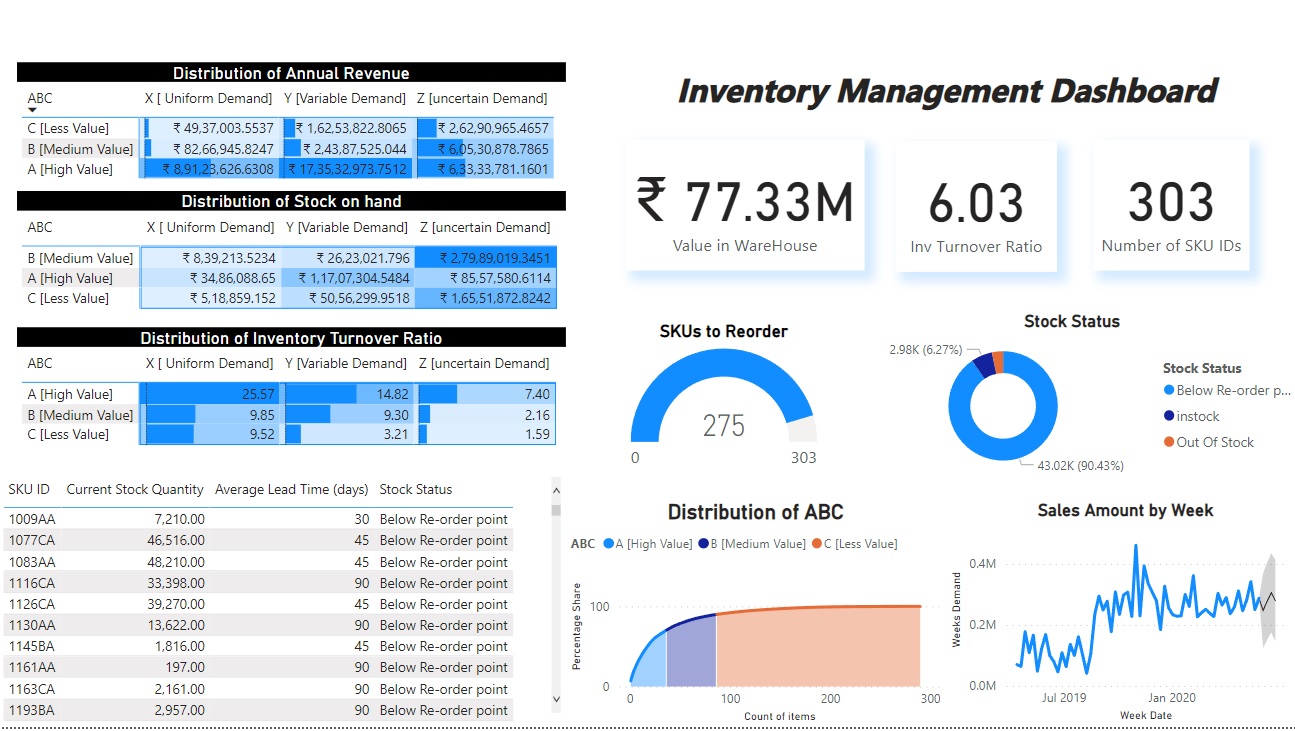 Inventory Management Dashboard
Distribution of Annual Revenue
ABC X [ Uniform Demand] Y [Variable Demand] Z [uncertain Demand]
C [Less Value] ₹ 49,37,003.5537 ₹ 1,62,53,822.8065 ₹ 2,62,90,965.4657
B [Medium Value] ₹ 82,66,945.8247 ₹ 2,43,87,525.044 ₹ 6,05,30,878.7865
A [High Value] ₹ 8,91,23,626.6308 ₹ 17,35,32,973.7512 ₹ 6,33,33,781.1601
Distribution of Stock on hand
ABC X [ Uniform Demand] Y [Variable Demand] Z [uncertain Demand]
B [Medium Value] ₹ 8,39,213.5234 ₹ 26,23,021.796 ₹ 2,79,89,019.3451
A [High Value] ₹ 34,86,088.65 ₹ 1,17,07,304.5484 ₹ 85,57,580.6114
C [Less Value] ₹ 5,18,859.152 ₹ 50,56,299.9518 ₹ 1,65,51,872.8242
Distribution of Inventory Turnover Ratio
ABC X [ Uniform Demand] Y [Variable Demand] Z [uncertain Demand]
A [High Value] 25.57 14.82 7.40
B [Medium Value] 9.85 9.30 2.16
C [Less Value] 9.52 3.21 1.59
SKU ID Current Stock Quantity Average Lead Time (days) Stock Status
1009AA 7,210.00 30 Below Re-order point
1077CA 46,516.00 45 Below Re-order point
1083AA 48,210.00 45 Below Re-order point
1116CA 33,398.00 90 Below Re-order point
1126CA 39,270.00 45 Below Re-order point
1130AA 13,622.00 90 Below Re-order point
1145BA 1,816.00 45 Below Re-order point
1161AA 197.00 90 Below Re-order point
1163CA 2,161.00 90 Below Re-order point
1193BA 2,957.00 90 Below Re-order point
₹ 77.33M
Value in WareHouse
6.03
Inv Turnover Ratio
303
Number of SKU IDs
SKUs to Reorder
275
0 303
Stock Status
2.98K (6.27%)
43.02K (90.43%)
Stock Status
Below Re-order p...
instock
Out Of Stock
Distribution of ABC
ABC A [High Value] B [Medium Value] C [Less Value]
Percentage Share
100
0
0 100 200 300
Count of items
Sales Amount by Week
Weeks Demand
0.4M
0.2M
0.0M
Jul 2019 Jan 2020
Week Date